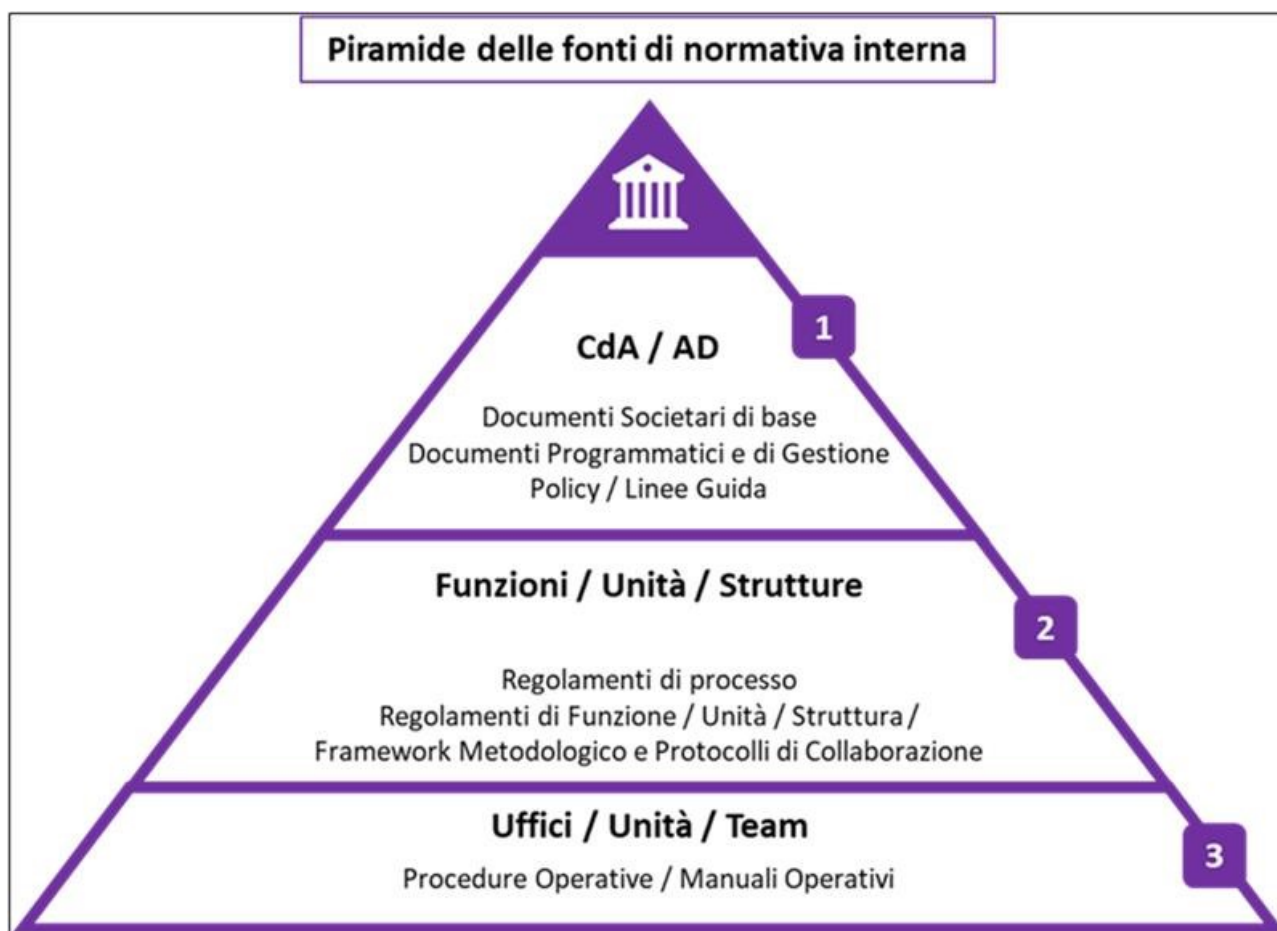 Piramide delle fonti di normativa interna
1
CdA / AD
Documenti Societari di base
Documenti Programmatici e di Gestione
Policy / Linee Guida
Funzioni / Unità / Strutture
2
Regolamenti di processo
Regolamenti di Funzione / Unità / Struttura /
Framework Metodologico e Protocolli di Collaborazione
Uffici / Unità / Team
3
Procedure Operative / Manuali Operativi